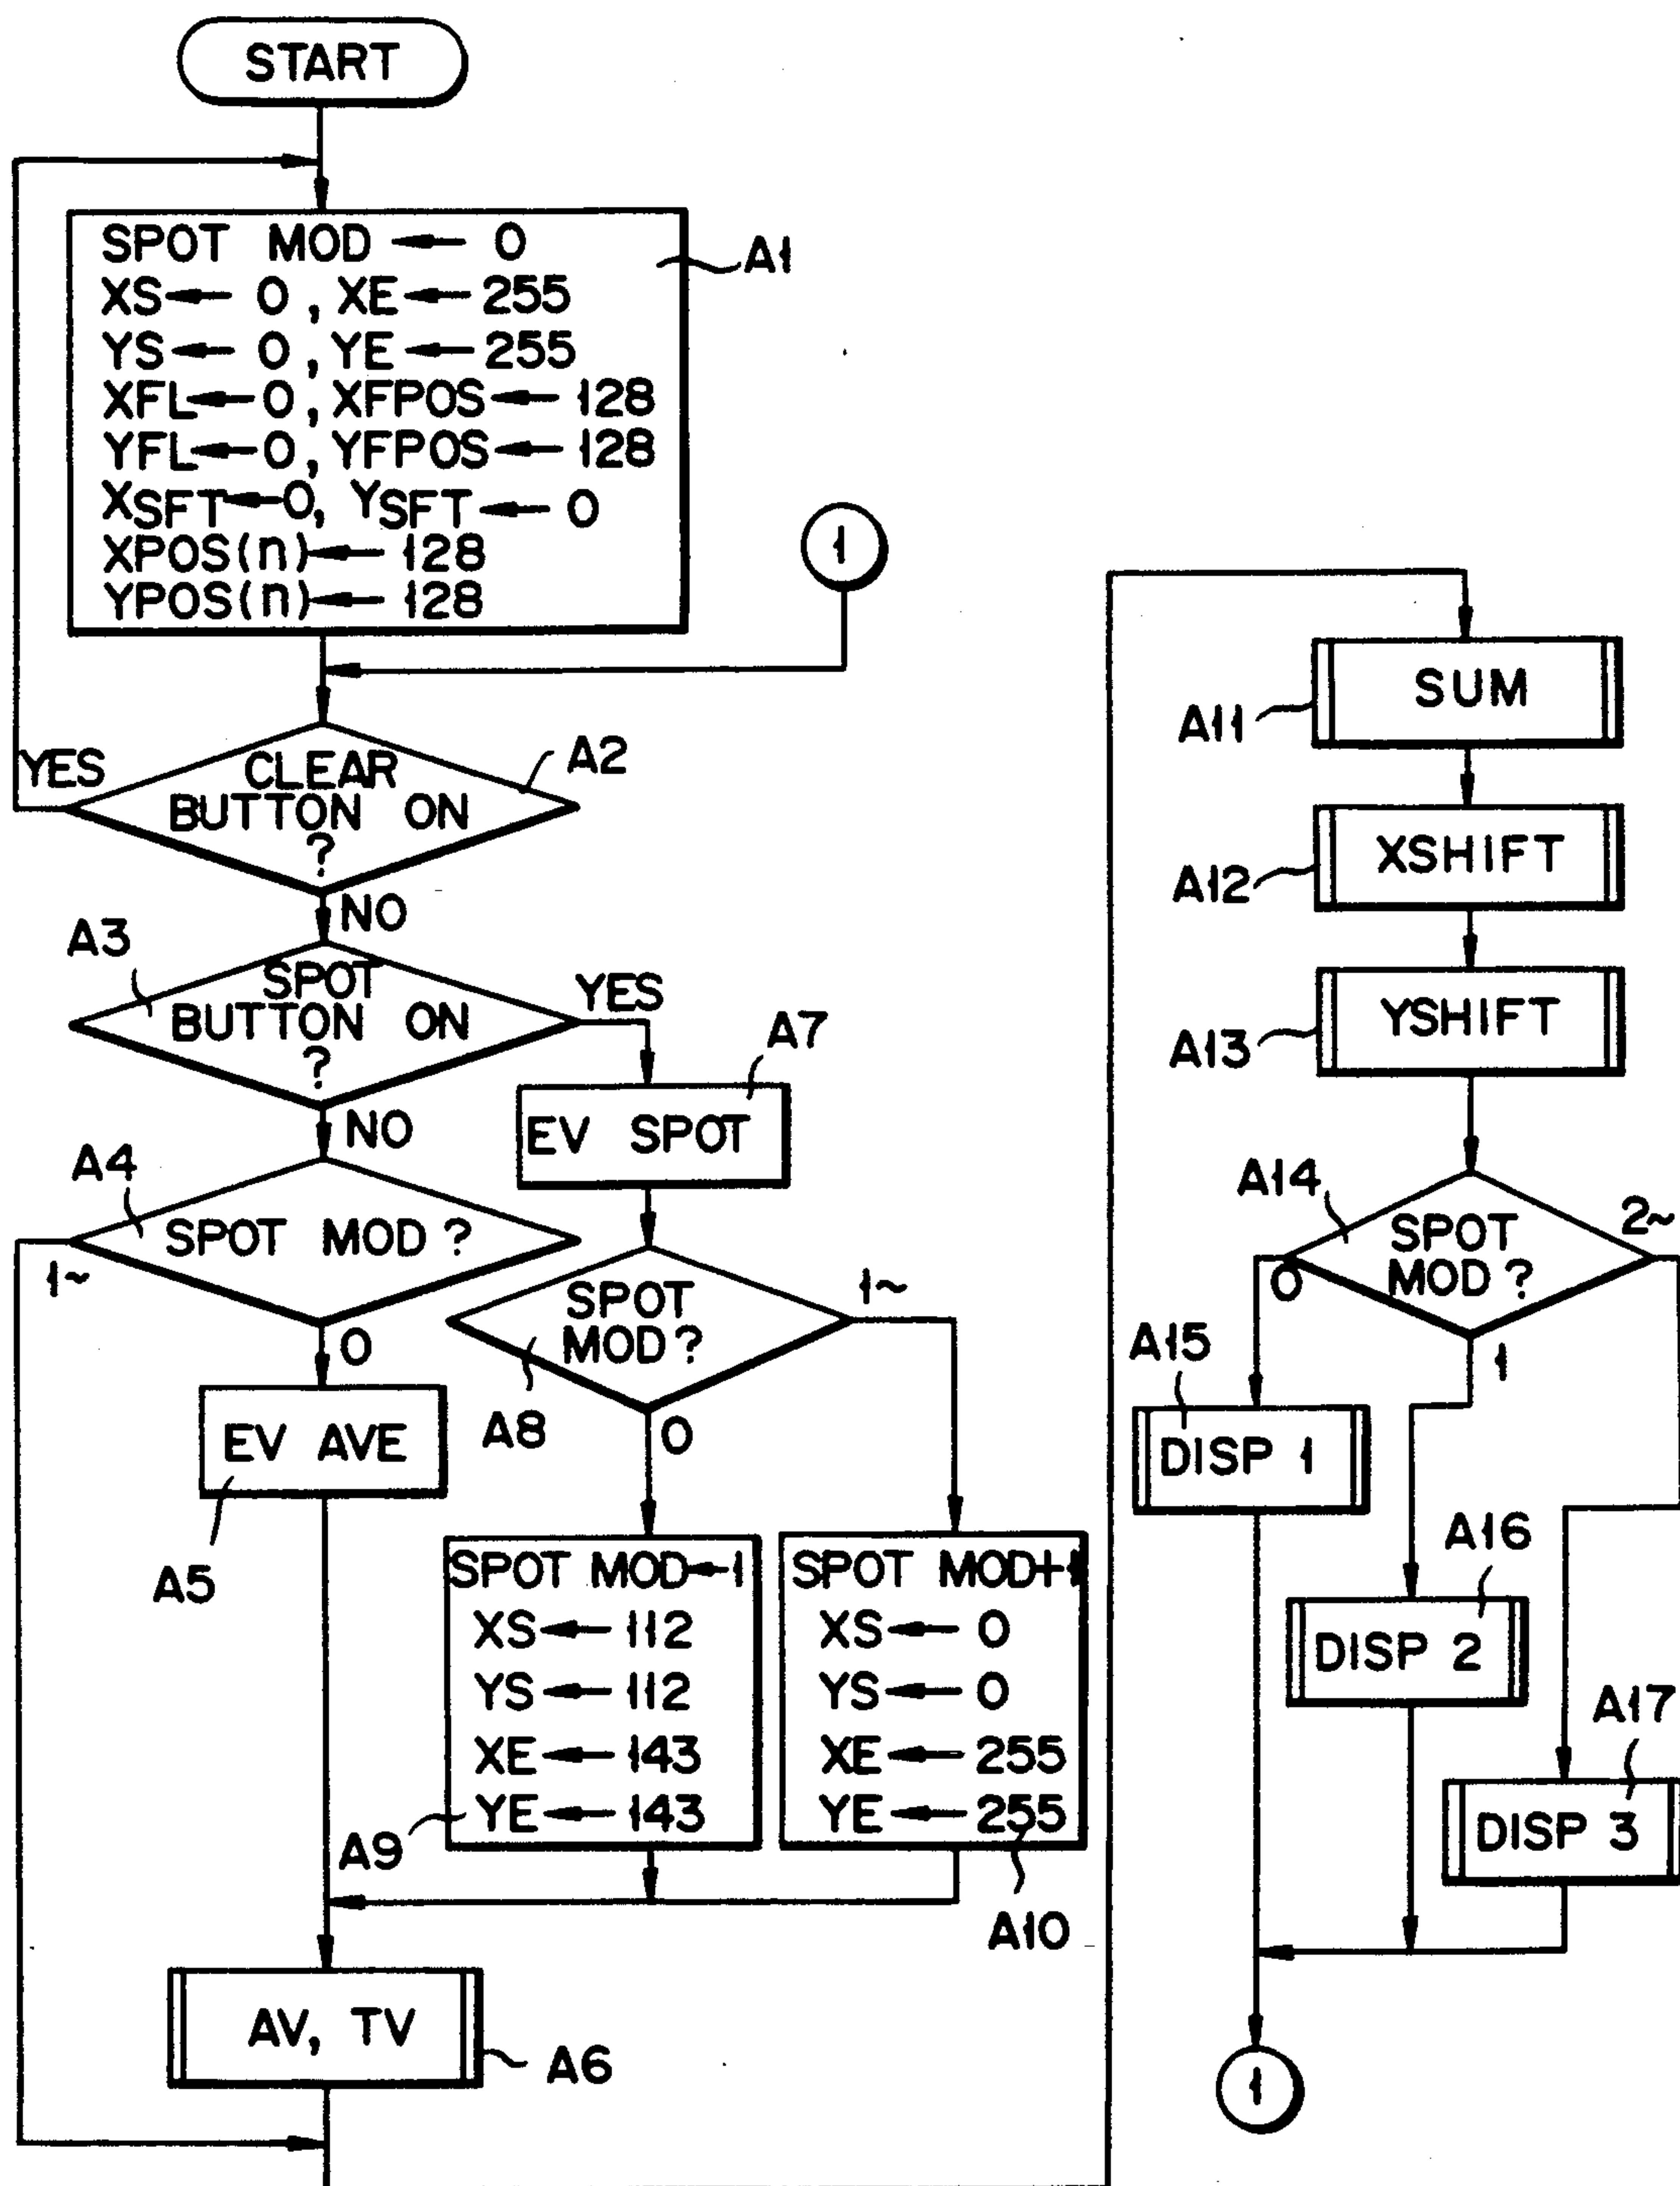 START
SPOT MOD ← 0
XS ← 0, XE ← 255
YS ← 0, YE ← 255
XFL ← 0, XFPOS ← 128
YFL ← 0, YFPOS ← 128
XSFT ← 0, YSFT ← 0
XPOS(n) ← 128
YPOS(n) ← 128
A1
1
YES
CLEAR
BUTTON ON
?
A2
NO
A3
SPOT
BUTTON ON
?
YES
NO
A7
EV SPOT
A4
SPOT MOD ?
1~
0
SPOT
MOD ?
1~
A8
0
EV AVE
A5
SPOT MOD ← 1
XS ← 112
YS ← 112
XE ← 143
YE ← 143
A9
SPOT MOD+1
XS ← 0
YS ← 0
XE ← 255
YE ← 255
A10
AV, TV
A6
SUM
A11
XSHIFT
A12
YSHIFT
A13
A14
SPOT
MOD ?
2~
0
1
A15
DISP 1
A16
DISP 2
A17
DISP 3
1